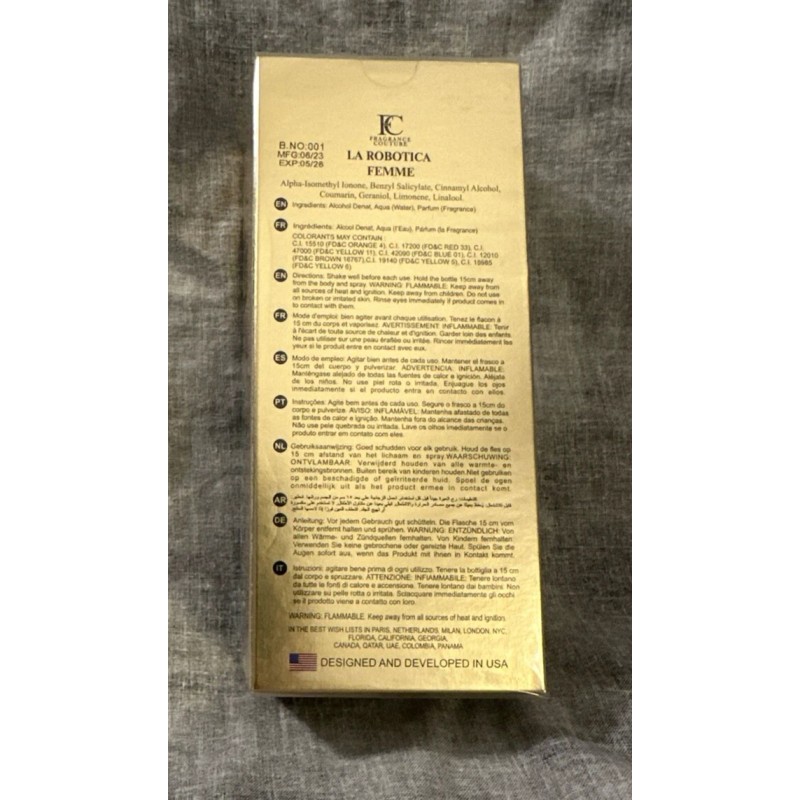 FC
FRAGRANCE
COUTURE
B.NO:001
MFG:06/23
EXP:05/26
LA ROBOTICA
FEMME
Alpha-Isomethyl Ionone, Benzyl Salicylate, Cinnamyl Alcohol,
Coumarin, Geraniol, Limonene, Linalool.
EN Ingredients: Alcohol Denat, Aqua (Water), Parfum (Fragrance)
FR Ingrédients: Alcool Denat, Aqua (l'Eau), Parfum (la Fragrance)
COLORANTS MAY CONTAIN :
C.I. 15510 (FD&C ORANGE 4), C.I. 17200 (FD&C RED 33), C.I.
47000 (FD&C YELLOW 11), C.I. 42090 (FD&C BLUE 01), C.I. 12010
(FD&C BROWN 16767),C.I. 19140 (FD&C YELLOW 5), C.I. 15985
(FD&C YELLOW 6)
EN Directions: Shake well before each use. Hold the bottle 15cm away
from the body and spray. WARNING: FLAMMABLE: Keep away from
all sources of heat and ignition. Keep away from children. Do not use
on broken or irritated skin. Rinse eyes immediately if product comes in
to contact with them.
FR Mode d'emploi: bien agiter avant chaque utilisation. Tenez le flacon à
15 cm du corps et vaporisez. AVERTISSEMENT. INFLAMMABLE: Tenir
à l'écart de toute source de chaleur et d'ignition. Garder loin des enfants.
Ne pas utiliser sur une peau éraflée ou irritée. Rincer immédiatement les
yeux si le produit entre en contact avec eux.
ES Modo de empleo: Agitar bien antes de cada uso. Mantener el frasco a
15cm del cuerpo y pulverizar. ADVERTENCIA: INFLAMABLE:
Manténgase alejado de todas las fuentes de calor e ignición. Aléjate
de los niños. No use piel rota o irritada. Enjuague los ojos
inmediatamente si el producto entra en contacto con ellos.
PT Instruções: Agite bem antes de cada uso. Segure o frasco a 15cm do
corpo e pulverize. AVISO: INFLAMÁVEL: Mantenha afastado de todas
as fontes de calor e ignição. Mantenha fora do alcance das crianças.
Não use pele quebrada ou irritada. Lave os olhos imediatamente se o
produto entrar em contato com eles.
NL Gebruiksaanwijzing: Goed schudden voor elk gebruik. Houd de fles op
15 cm afstand van het lichaam en spray.WAARSCHUWING:
ONTVLAMBAAR: Verwijderd houden van alle warmte- en
ontstekingsbronnen. Buiten bereik van kinderen houden.Niet gebruiken
op een beschadigde of geïrriteerde huid. Spoel de ogen
onmiddellijk uit als het product ermee in contact komt.
AR
DE Anleitung: Vor jedem Gebrauch gut schütteln. Die Flasche 15 cm vom
Körper entfernt halten und sprühen. WARNUNG: ENTFLAMMBAR: Von
allen Wärme- und Zündquellen fernhalten. Von Kindern fernhalten.
Verwenden Sie keine gebrochene oder gereizte Haut. Spülen Sie die
Augen sofort aus, wenn das Produkt mit ihnen in Kontakt kommt.
IT Istruzioni: agitare bene prima di ogni utilizzo. Tenere la bottiglia a 15 cm
dal corpo e spruzzare. ATTENZIONE: INFIAMMABILE: Tenere lontano
da tutte le fonti di calore e accensione. Tenere lontano dai bambini. Non
utilizzare su pelle rotta o irritata. Sciacquare immediatamente gli occhi
se il prodotto viene a contatto con loro.
WARNING: FLAMMABLE. Keep away from all sources of heat and ignition.
IN THE BEST WISH LISTS IN PARIS, NETHERLANDS, MILAN, LONDON, NYC,
FLORIDA, CALIFORNIA, GEORGIA,
CANADA, QATAR, UAE, COLOMBIA, PANAMA
DESIGNED AND DEVELOPED IN USA